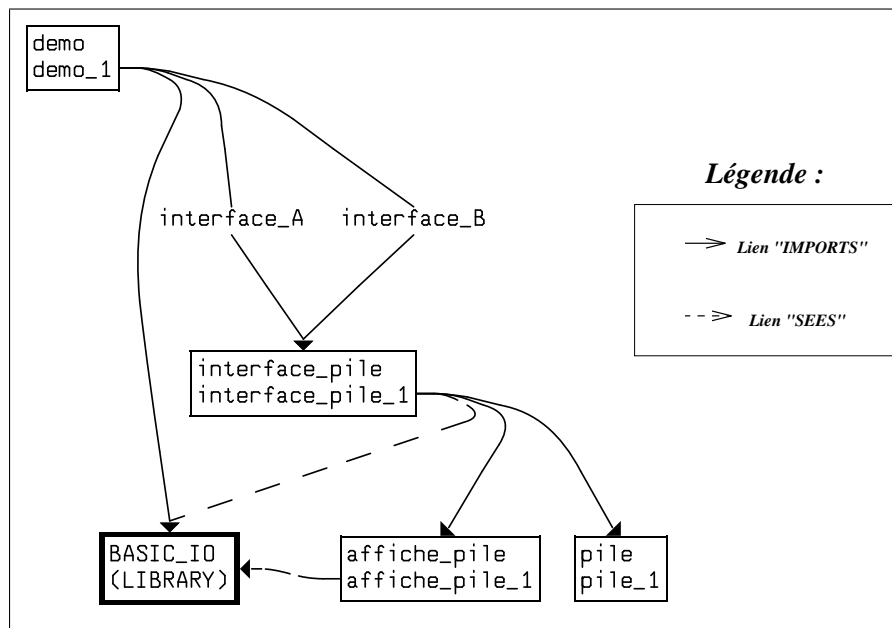 demo
demo_1
Légende :
interface_A
interface_B
Lien "IMPORTS"
Lien "SEES"
interface_pile
interface_pile_1
BASIC_IO
(LIBRARY)
affiche_pile
affiche_pile_1
pile
pile_1